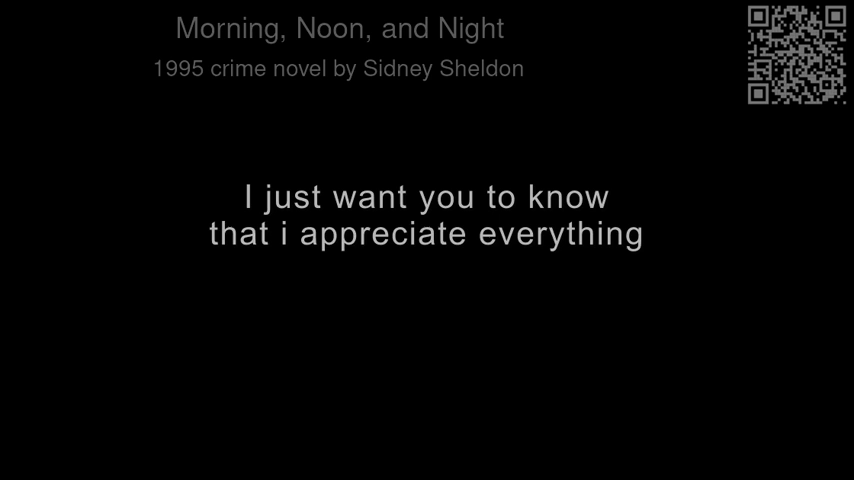 Morning, Noon, and Night
1995 crime novel by Sidney Sheldon
I just want you to know
that i appreciate everything